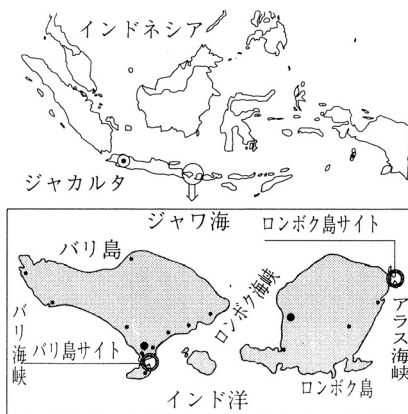 インドネシア
ジャカルタ
ジャワ海
ロンボク島サイト
バリ島
ロンボク海峡
バリ海峡
アラス海峡
バリ島サイト
ロンボク島
インド洋